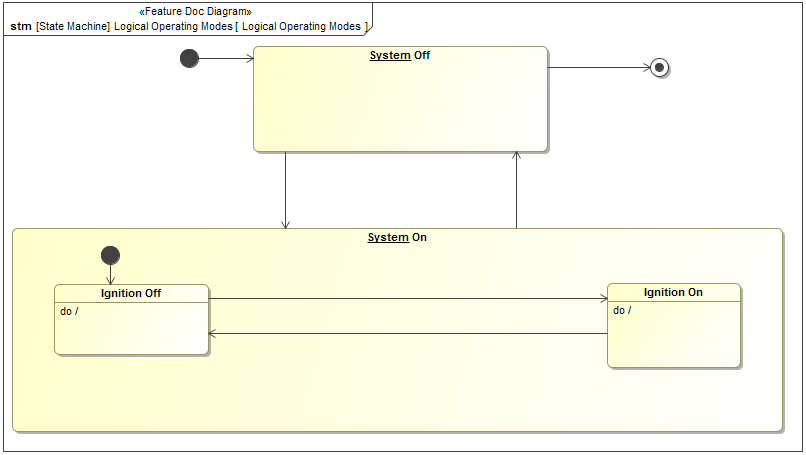 «Feature Doc Diagram»
stm [State Machine] Logical Operating Modes [ Logical Operating Modes ]
System Off
System On
Ignition Off
do /
Ignition On
do /